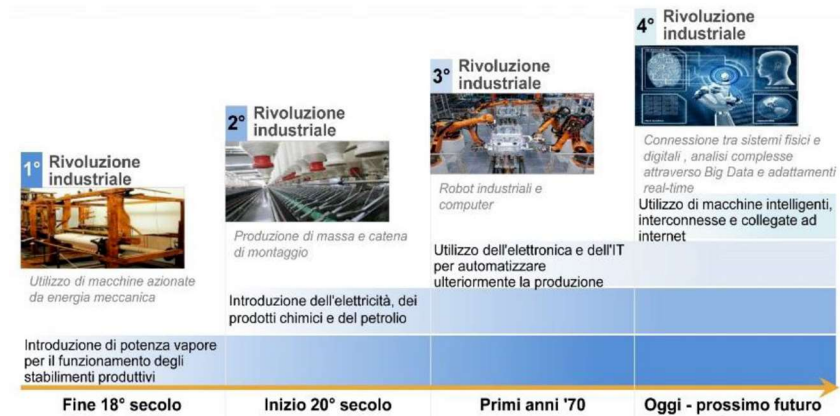 1°
Rivoluzione
industriale
Utilizzo di macchine azionate
da energia meccanica
Introduzione di potenza vapore
per il funzionamento degli
stabilimenti produttivi
Fine 18° secolo
2°
Rivoluzione
industriale
Produzione di massa e catena
di montaggio
Introduzione dell'elettricità, dei
prodotti chimici e del petrolio
Inizio 20° secolo
3°
Rivoluzione
industriale
Robot industriali e
computer
Utilizzo dell'elettronica e dell'IT
per automatizzare
ulteriormente la produzione
Primi anni '70
4°
Rivoluzione
industriale
Connessione tra sistemi fisici e
digitali , analisi complesse
attraverso Big Data e adattamenti
real-time
Utilizzo di macchine intelligenti,
interconnesse e collegate ad
internet
Oggi - prossimo futuro